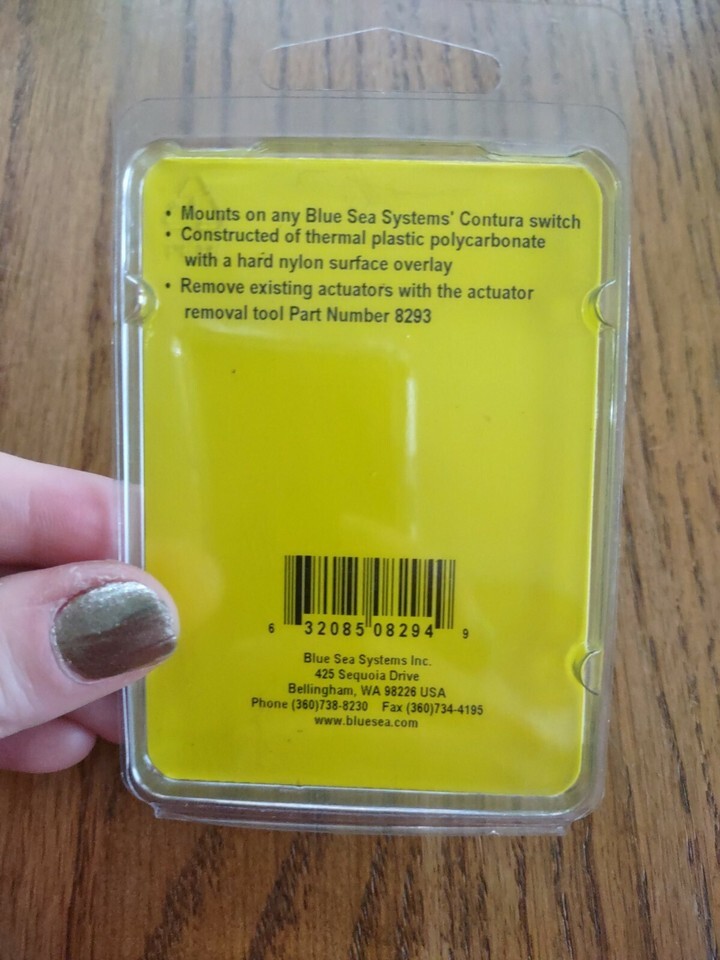 • Mounts on any Blue Sea Systems' Contura switch
• Constructed of thermal plastic polycarbonate
with a hard nylon surface overlay
• Remove existing actuators with the actuator
removal tool Part Number 8293
6 32085 08294 9
Blue Sea Systems Inc.
425 Sequoia Drive
Bellingham, WA 98226 USA
Phone (360)738-8230 Fax (360)734-4195
www.bluesea.com